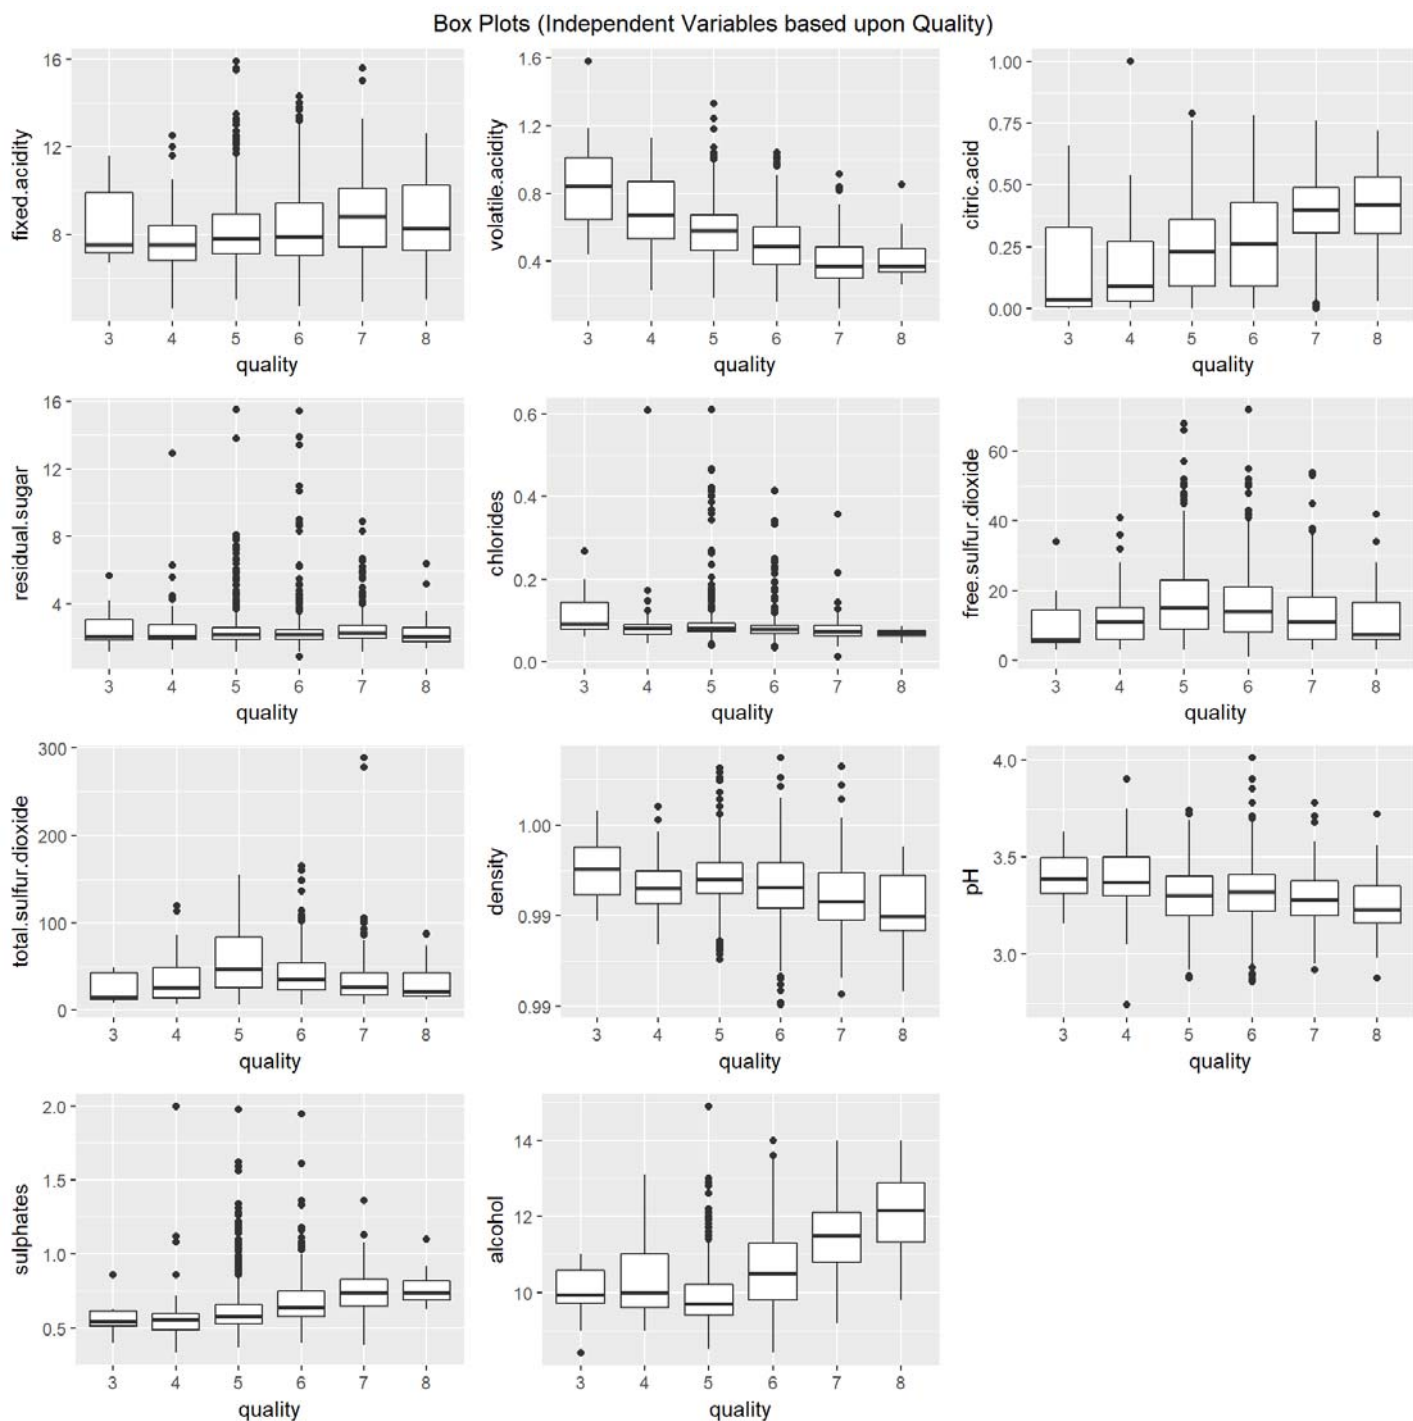 Box Plots (Independent Variables based upon Quality)
fixed.acidity
16
12
8
3 4 5 6 7 8
quality
volatile.acidity
1.6
1.2
0.8
0.4
3 4 5 6 7 8
quality
citric.acid
1.00
0.75
0.50
0.25
0.00
3 4 5 6 7 8
quality
residual.sugar
16
12
8
4
3 4 5 6 7 8
quality
chlorides
0.6
0.4
0.2
0.0
3 4 5 6 7 8
quality
free.sulfur.dioxide
60
40
20
0
3 4 5 6 7 8
quality
total.sulfur.dioxide
300
200
100
0
3 4 5 6 7 8
quality
density
1.00
0.99
0.99
3 4 5 6 7 8
quality
pH
4.0
3.5
3.0
3 4 5 6 7 8
quality
sulphates
2.0
1.5
1.0
0.5
3 4 5 6 7 8
quality
alcohol
14
12
10
3 4 5 6 7 8
quality